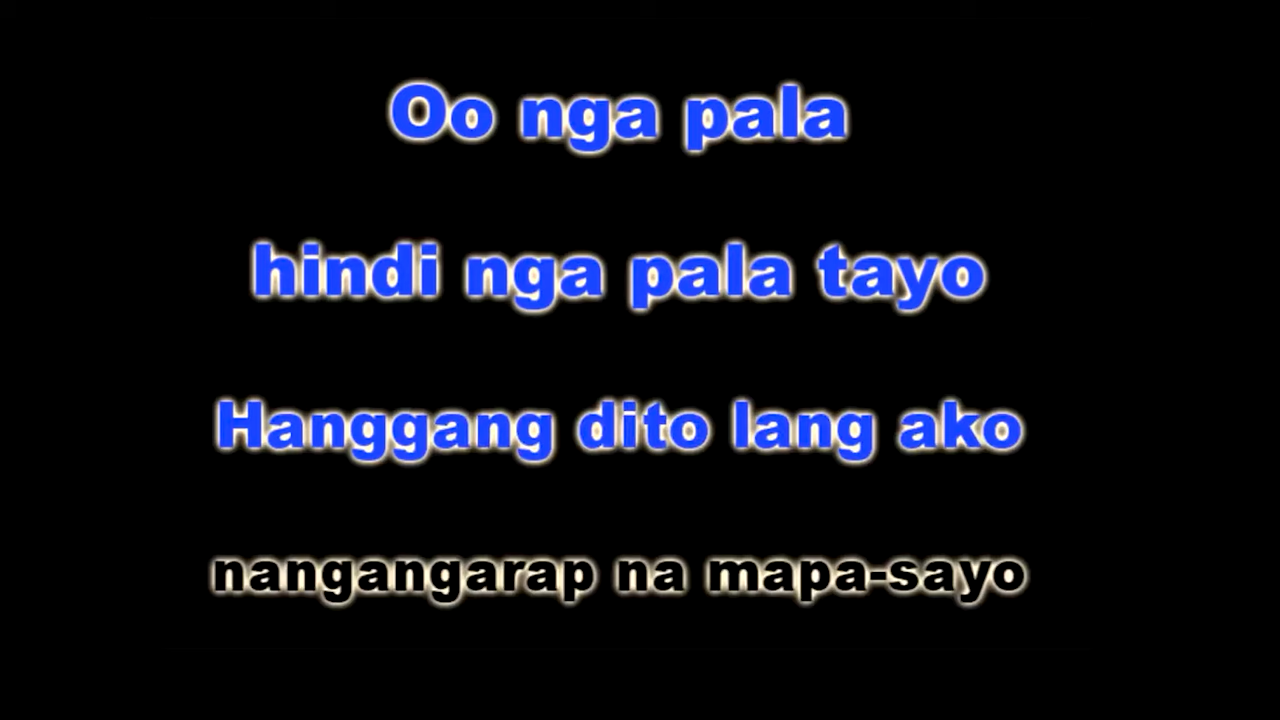 Oo nga pala
hindi nga pala tayo
Hanggang dito lang ako
nangangarap na mapa-sayo